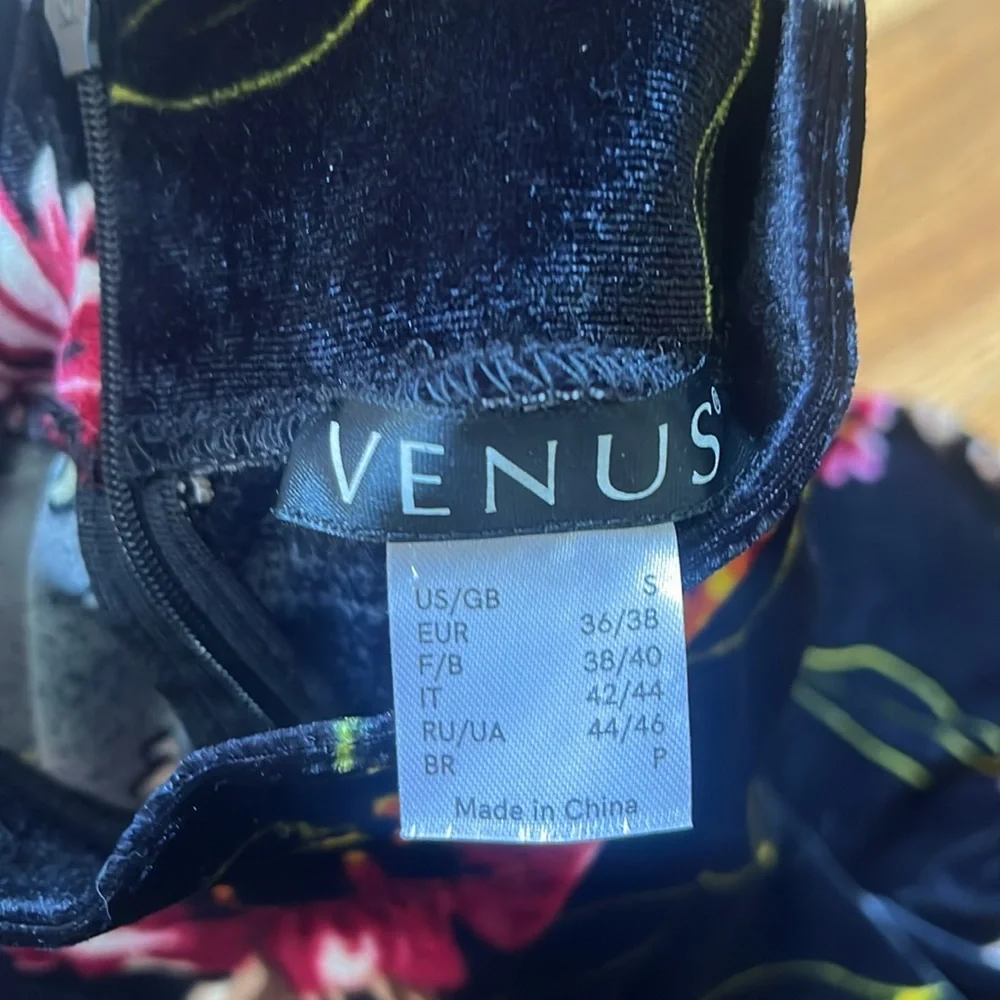 VENUS®
US/GB S
EUR 36/38
F/B 38/40
IT 42/44
RU/UA 44/46
BR P
Made in China